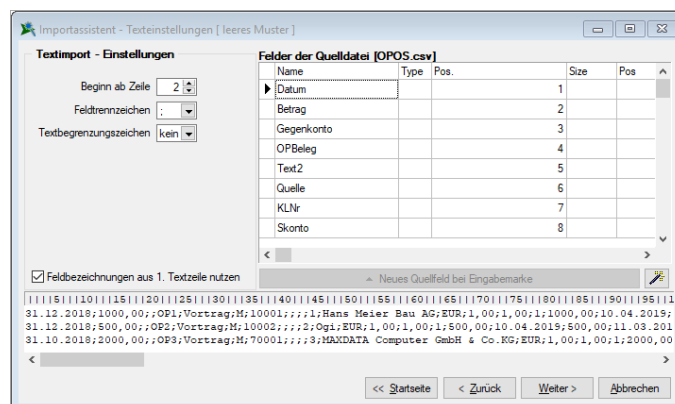 Importassistent - Texteinstellungen [ leeres Muster ]
Textimport - Einstellungen
Beginn ab Zeile 2
Feldtrennzeichen ;
Textbegrenzungszeichen kein
Felder der Quelldatei [OPOS.csv]
Name Type Pos. Size Pos
Datum 1
Betrag 2
Gegenkonto 3
OPBeleg 4
Text2 5
Quelle 6
KLNr 7
Skonto 8
Feldbezeichnungen aus 1. Textzeile nutzen
Neues Quellfeld bei Eingabemarke
||||5||||10|||15|||20|||25|||30|||35|||40|||45|||50|||55|||60|||65|||70|||75|||80|||85|||90|||95||1
31.12.2018;1000,00;;OP1;Vortrag;M;10001;;;;1;Hans Meier Bau AG;EUR;1,00;1,00;1;1000,00;10.04.2019;
31.12.2018;500,00;;OP2;Vortrag;M;10002;;;;2;Ogi;EUR;1,00;1,00;1;500,00;10.04.2019;500,00;11.03.201
31.10.2018;2000,00;;OP3;Vortrag;M;70001;;;;3;MAXDATA Computer GmbH & Co.KG;EUR;1,00;1,00;1;2000,00
<< Startseite
< Zurück
Weiter >
Abbrechen